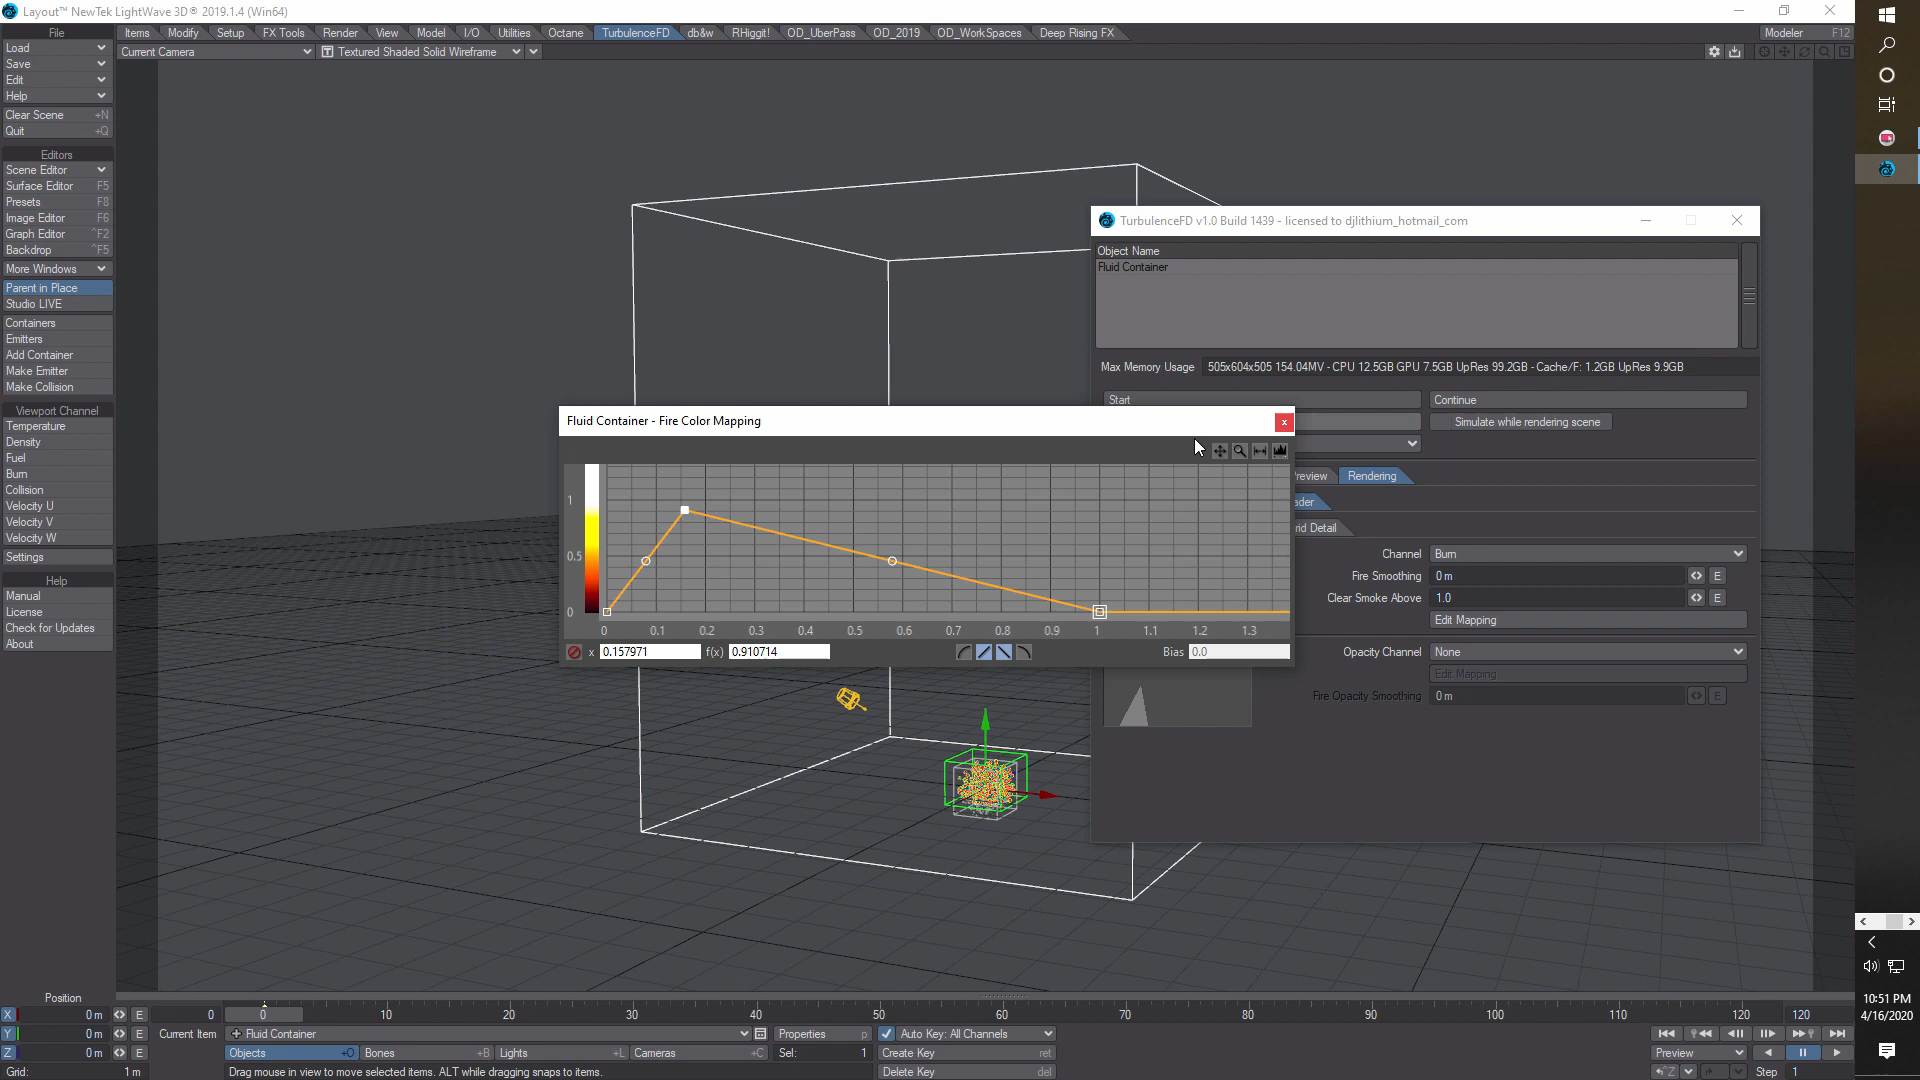 Layout™ NewTek LightWave 3D® 2019.1.4 (Win64)
File
Items Modify Setup FX Tools Render View Model I/O Utilities Octane TurbulenceFD db&w RHiggit! OD_UberPass OD_2019 OD_WorkSpaces Deep Rising FX
Modeler F12
Load
Current Camera
Textured Shaded Solid Wireframe
Save
Edit
Help
Clear Scene +N
Quit +Q
Editors
Scene Editor
Surface Editor F5
Presets F8
Image Editor F6
Graph Editor ^F2
Backdrop ^F5
More Windows
Parent in Place
Studio LIVE
Containers
Emitters
Add Container
Make Emitter
Make Collision
Viewport Channel
Temperature
Density
Fuel
Burn
Collision
Velocity U
Velocity V
Velocity W
Settings
Help
Manual
License
Check for Updates
About
TurbulenceFD v1.0 Build 1439 - licensed to djlithium_hotmail_com
Object Name
Fluid Container
Max Memory Usage 505x604x505 154.04MV - CPU 12.5GB GPU 7.5GB UpRes 99.2GB - Cache/F: 1.2GB UpRes 9.9GB
Start
Continue
Simulate while rendering scene
review
Rendering
ader
rid Detail
Channel Burn
Fire Smoothing 0 m E
Clear Smoke Above 1.0 E
Edit Mapping
Opacity Channel None
Edit Mapping
Fire Opacity Smoothing 0 m E
Fluid Container - Fire Color Mapping
x
1
0.5
0
0 0.1 0.2 0.3 0.4 0.5 0.6 0.7 0.8 0.9 1 1.1 1.2 1.3
x 0.157971 f(x) 0.910714 Bias 0.0
Position
X 0 m E
Y 0 m E
Z 0 m E
Grid: 1 m
0 0 10 20 30 40 50 60 70 80 90 100 110 120 120
Current Item Fluid Container Properties p Auto Key: All Channels
Objects +O Bones +B Lights +L Cameras +C Sel: 1 Create Key ret
Drag mouse in view to move selected items. ALT while dragging snaps to items.
Delete Key del
Preview
Step 1
10:51 PM
4/16/2020